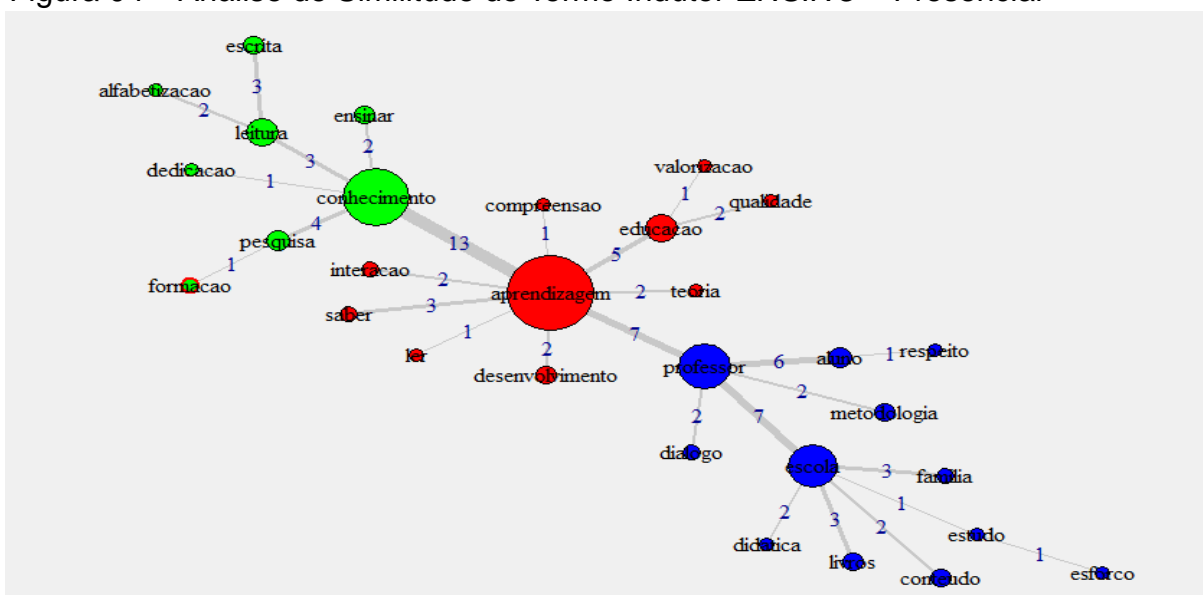 escrita
alfabetizacao
3
2
ensinar
leitura
2
3
valorizacao
dedicacao
1
conhecimento
1
qualidade
compreensao
2
4
educacao
pesquisa
13
1
5
1
interacao
formacao
2
aprendizagem
2
teoria
saber
3
1
7
2
ler
desenvolvimento
professor
6
aluno
1
respeito
2
metodologia
2
7
dialogo
escola
3
familia
1
2
3
2
estudo
didatica
livros
1
conteudo
esforco